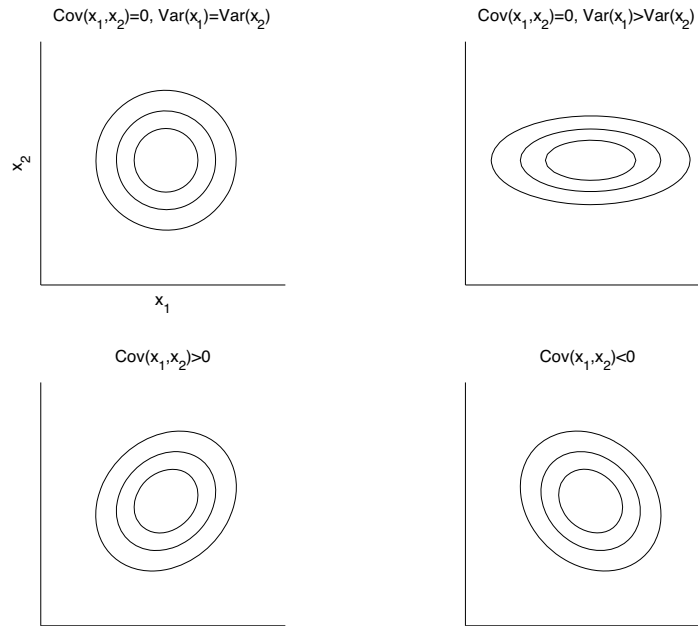 Cov(x₁,x₂)=0, Var(x₁)=Var(x₂)
Cov(x₁,x₂)=0, Var(x₁)>Var(x₂)
x₂
x₁
Cov(x₁,x₂)>0
Cov(x₁,x₂)<0